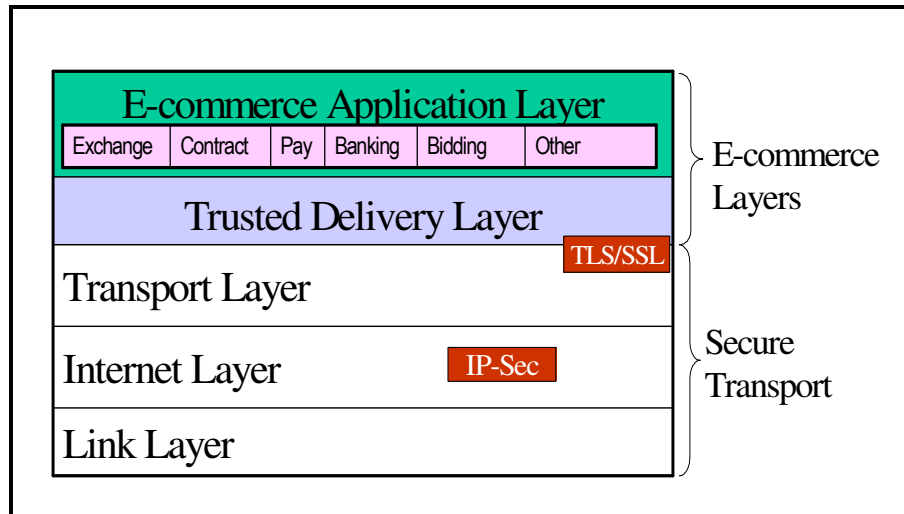 E-commerce Application Layer
Exchange Contract Pay Banking Bidding Other
E-commerce
Layers
Trusted Delivery Layer
TLS/SSL
Transport Layer
Internet Layer
IP-Sec
Secure
Transport
Link Layer